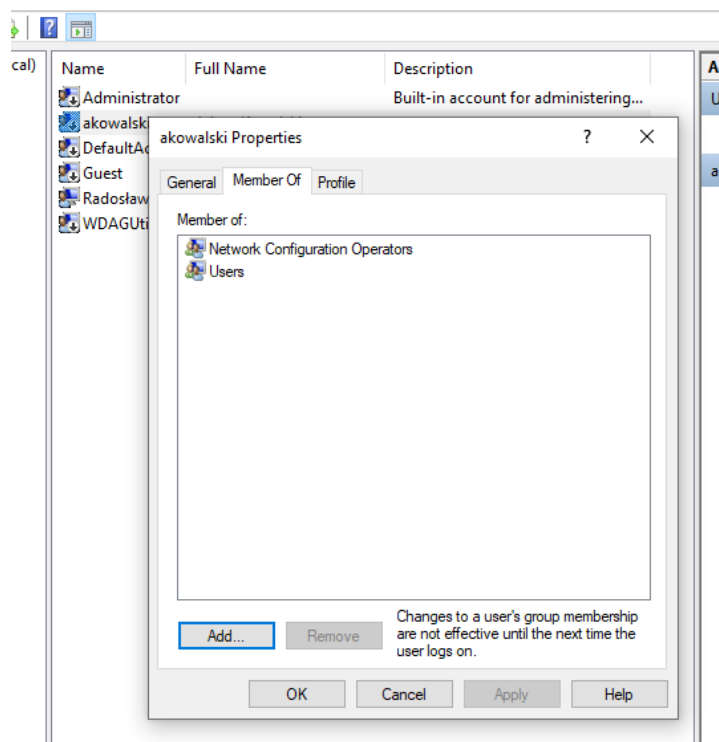 cal)
Name Full Name Description
A
Administrator Built-in account for administering...
U
akowalski
DefaultAc
a
Guest
Radosław
WDAGUti
akowalski Properties ? ×
General Member Of Profile
Member of:
Network Configuration Operators
Users
Add... Remove
Changes to a user's group membership
are not effective until the next time the
user logs on.
OK Cancel Apply Help